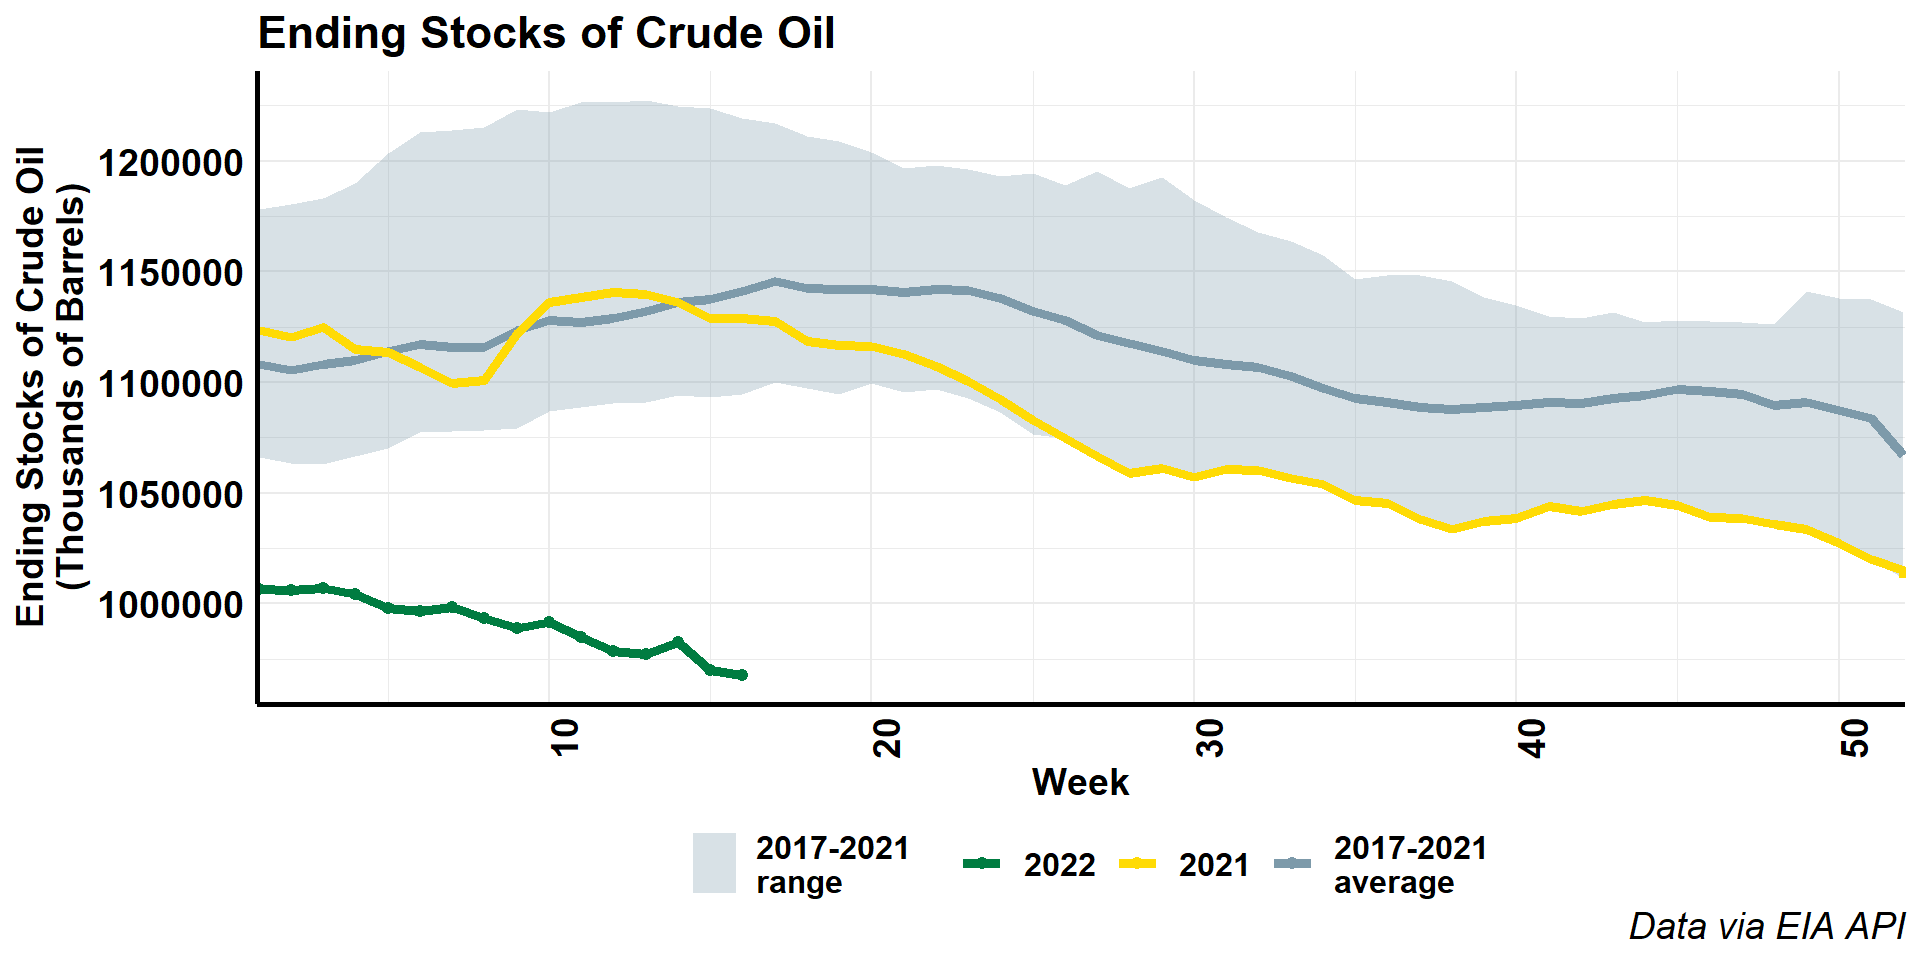 Ending Stocks of Crude Oil
Ending Stocks of Crude Oil
(Thousands of Barrels)
1200000
1150000
1100000
1050000
1000000
10
20
30
40
50
Week
2017-2021
range
2022
2021
2017-2021
average
Data via EIA API